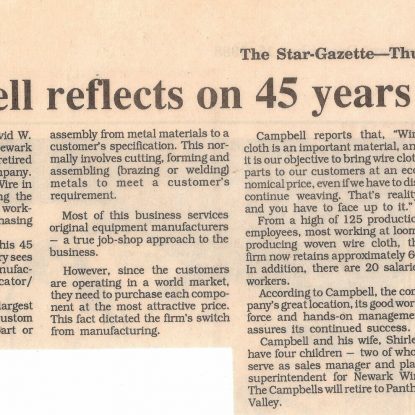 The Star-Gazette—Thu
ell reflects on 45 years
vid W.
ewark
retired
mpany.
Wire in
ng the
work-
hasing
his 45
ry sees
nufac-
icator/
largest
ustom
part or
assembly from metal materials to a
customer's specification. This nor-
mally involves cutting, forming and
assembling (brazing or welding)
metals to meet a customer's
requirement.
Most of this business services
original equipment manufacturers
— a true job-shop approach to the
business.
However, since the customers
are operating in a world market,
they need to purchase each compo-
nent at the most attractive price.
This fact dictated the firm's switch
from manufacturing.
Campbell reports that, "Wir
cloth is an important material, an
it is our objective to bring wire clot
parts to our customers at an eco
nomical price, even if we have to di
continue weaving. That's realit
and you have to face up to it."
From a high of 125 production
employees, most working at loom
producing woven wire cloth, th
firm now retains approximately 6
In addition, there are 20 salarie
workers.
According to Campbell, the com
pany's great location, its good wor
force and hands-on managemen
assures its continued success.
Campbell and his wife, Shirle
have four children – two of who
serve as sales manager and pla
superintendent for Newark Wir
The Campbells will retire to Panth
Valley.